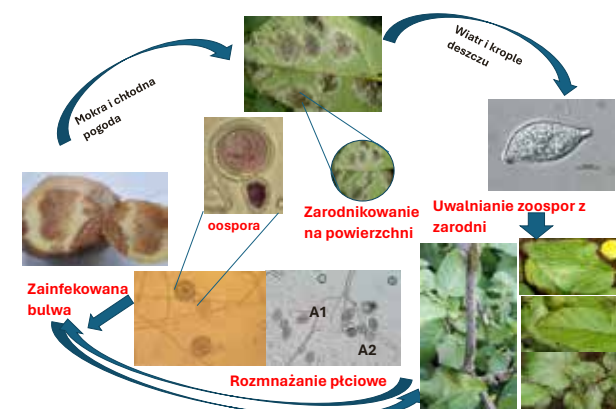 Mokra i chłodna
pogoda
Wiatr i krople
deszczu
oospora
Zarodnikowanie
na powierzchni
Uwalnianie zoospor z
zarodni
Zainfekowana
bulwa
A1
A2
Rozmnażanie płciowe